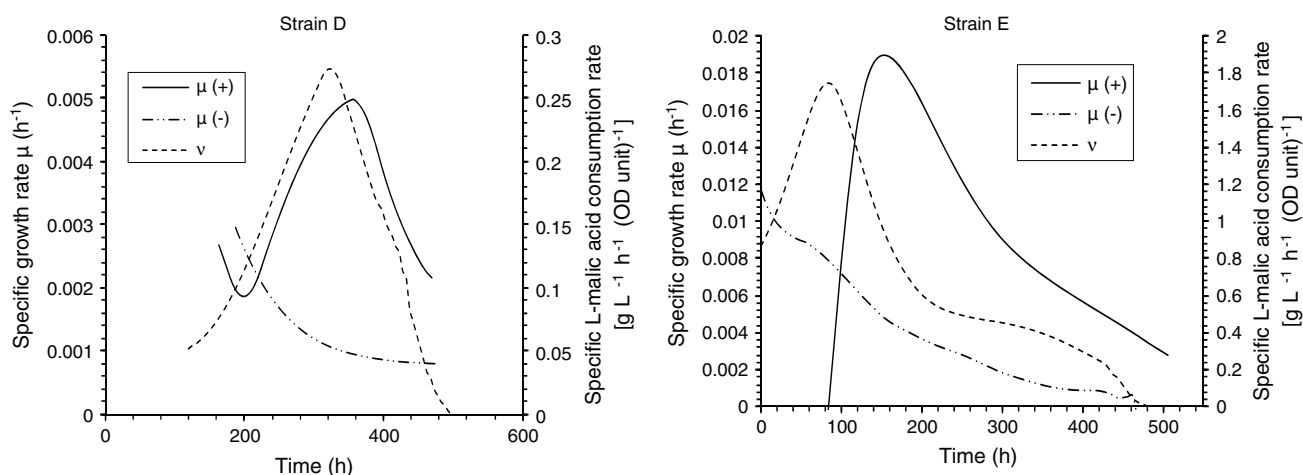 Strain D
Specific growth rate μ (h-1)
0.006
0.005
0.004
0.003
0.002
0.001
0
μ (+)
μ (-)
ν
0
200
400
600
Time (h)
0.3
0.25
0.2
0.15
0.1
0.05
0
Specific L-malic acid consumption rate
[g L -1 h-1 (OD unit)-1]
Strain E
Specific growth rate μ (h-1)
0.02
0.018
0.016
0.014
0.012
0.01
0.008
0.006
0.004
0.002
0
μ (+)
μ (-)
ν
0
100
200
300
400
500
Time (h)
2
1.8
1.6
1.4
1.2
1
0.8
0.6
0.4
0.2
0
Specific L-malic acid consumption rate
[g L -1 h-1 (OD unit)-1]